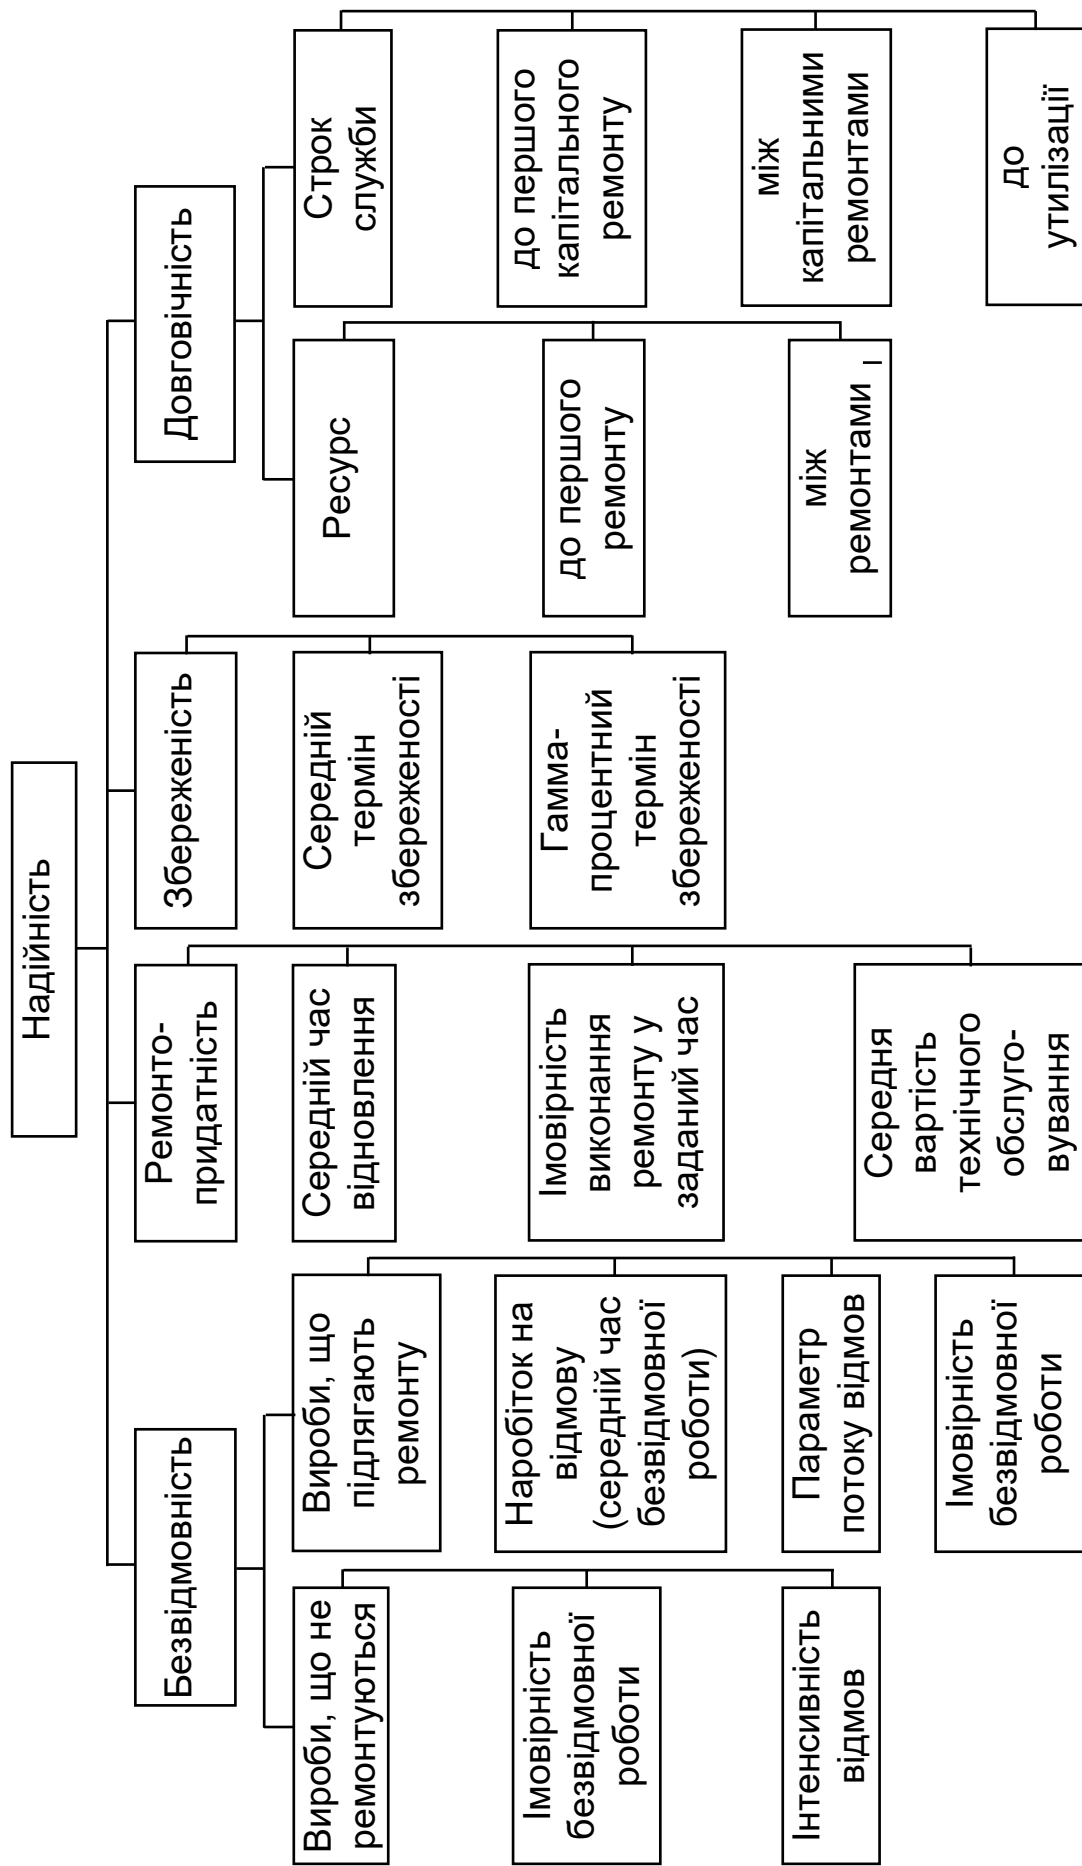 Надійність
Безвідмовність
Ремонто-
придатність
Збереженість
Довговічність
Вироби, що не
ремонтуються
Імовірність
безвідмовної
роботи
Інтенсивність
відмов
Вироби, що
підлягають
ремонту
Наробіток на
відмову
(середній час
безвідмовної
роботи)
Параметр
потоку відмов
Імовірність
безвідмовної
роботи
Середній час
відновлення
Імовірність
виконання
ремонту у
заданий час
Середня
вартість
технічного
обслуго-
вування
Середній
термін
збереженості
Гамма-
процентний
термін
збереженості
Ресурс
до першого
ремонту
між
ремонтами
Строк
служби
до першого
капітального
ремонту
між
капітальними
ремонтами
до
утилізації